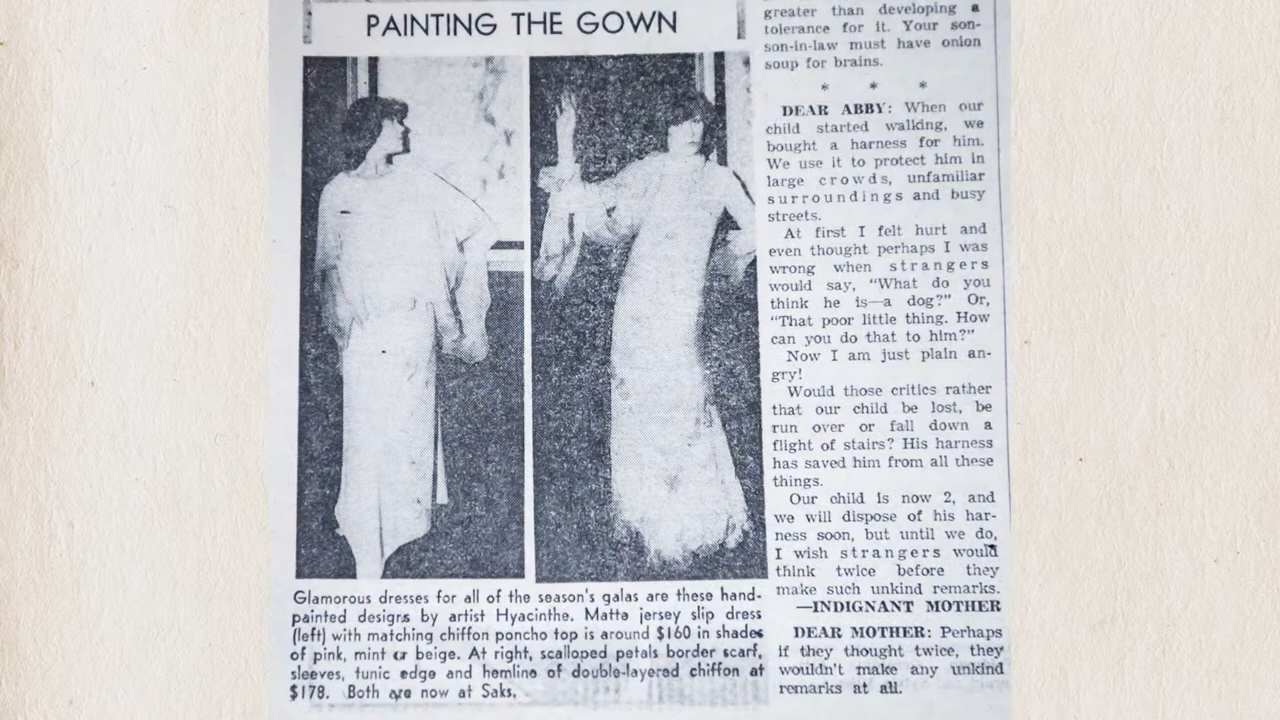 PAINTING THE GOWN
Glamorous dresses for all of the season's galas are these hand-
painted designs by artist Hyacinthe. Matte jersey slip dress
(left) with matching chiffon poncho top is around $160 in shades
of pink, mint or beige. At right, scalloped petals border scarf,
sleeves, tunic edge and hemline of double-layered chiffon at
$178. Both are now at Saks.
greater than developing a
tolerance for it. Your son-
son-in-law must have onion
soup for brains.
* * *
DEAR ABBY: When our
child started walking, we
bought a harness for him.
We use it to protect him in
large crowds, unfamiliar
surroundings and busy
streets.
At first I felt hurt and
even thought perhaps I was
wrong when strangers
would say, "What do you
think he is—a dog?" Or,
"That poor little thing. How
can you do that to him?"
Now I am just plain an-
gry!
Would those critics rather
that our child be lost, be
run over or fall down a
flight of stairs? His harness
has saved him from all these
things.
Our child is now 2, and
we will dispose of his har-
ness soon, but until we do,
I wish strangers would
think twice before they
make such unkind remarks.
—INDIGNANT MOTHER
DEAR MOTHER: Perhaps
if they thought twice, they
wouldn't make any unkind
remarks at all.